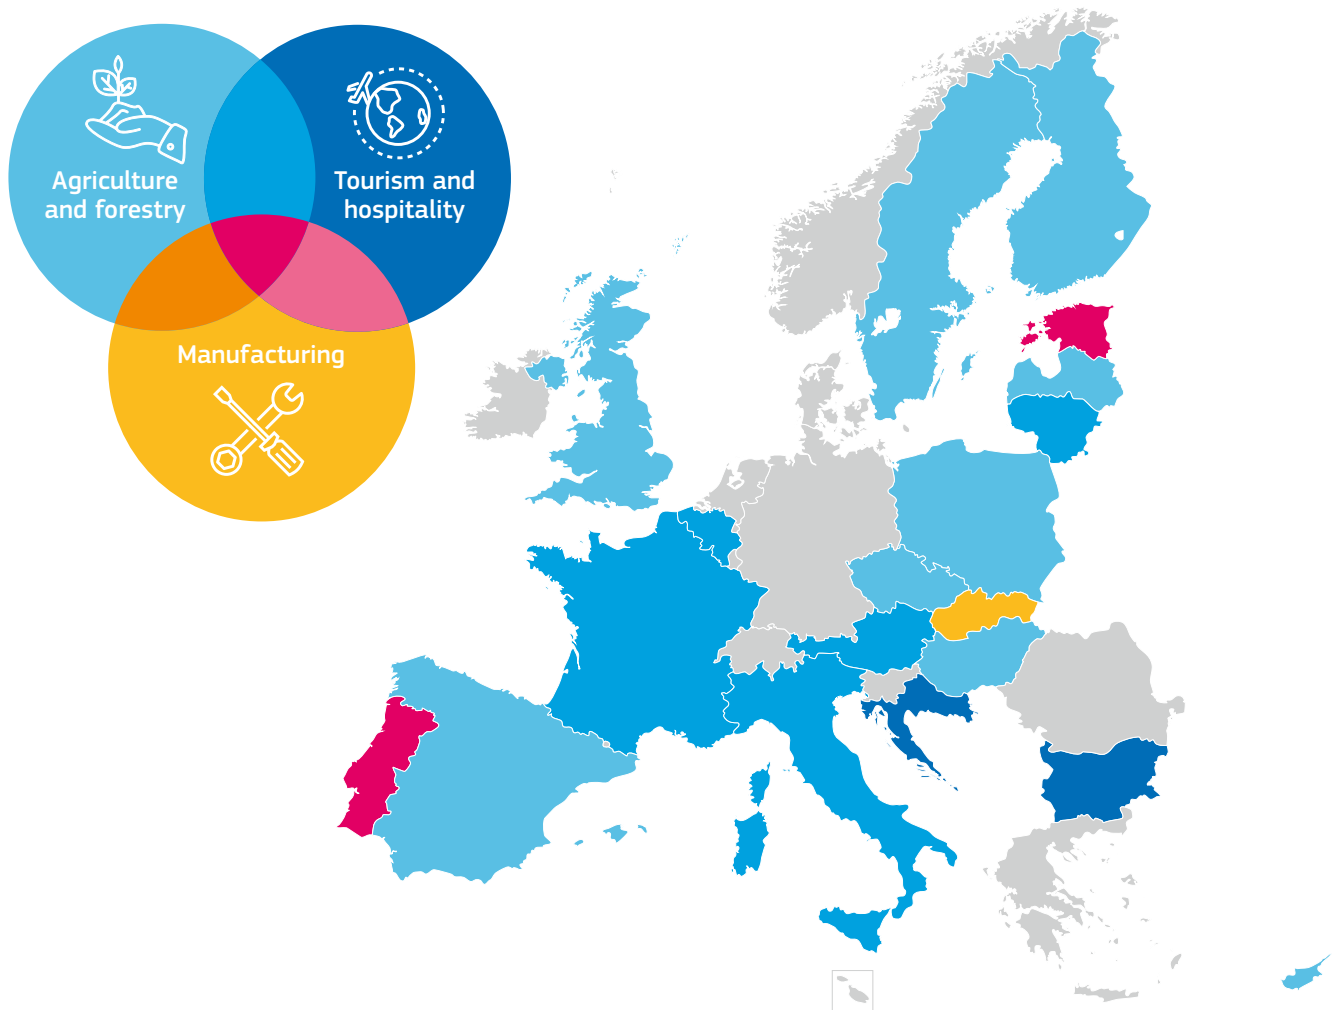 Agriculture
and forestry
Tourism and
hospitality
Manufacturing